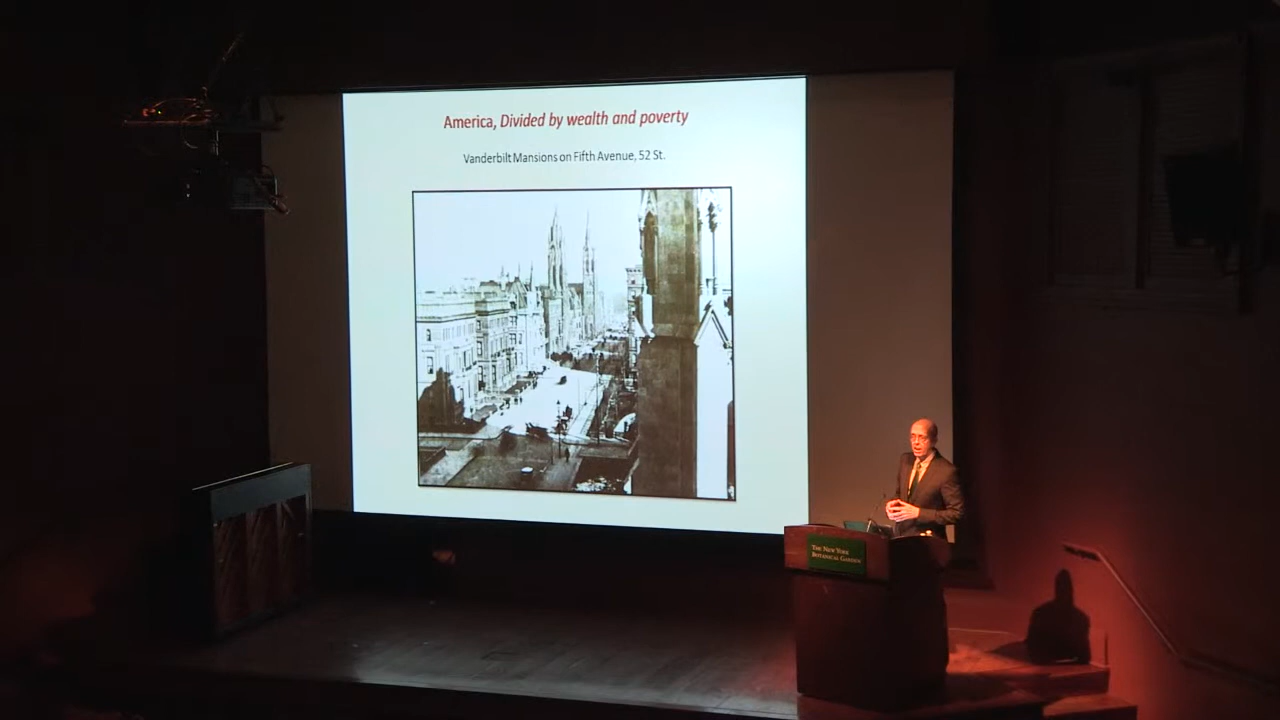 America, Divided by wealth and poverty
Vanderbilt Mansions on Fifth Avenue, 52 St.
THE NEW YORK
BOTANICAL GARDEN